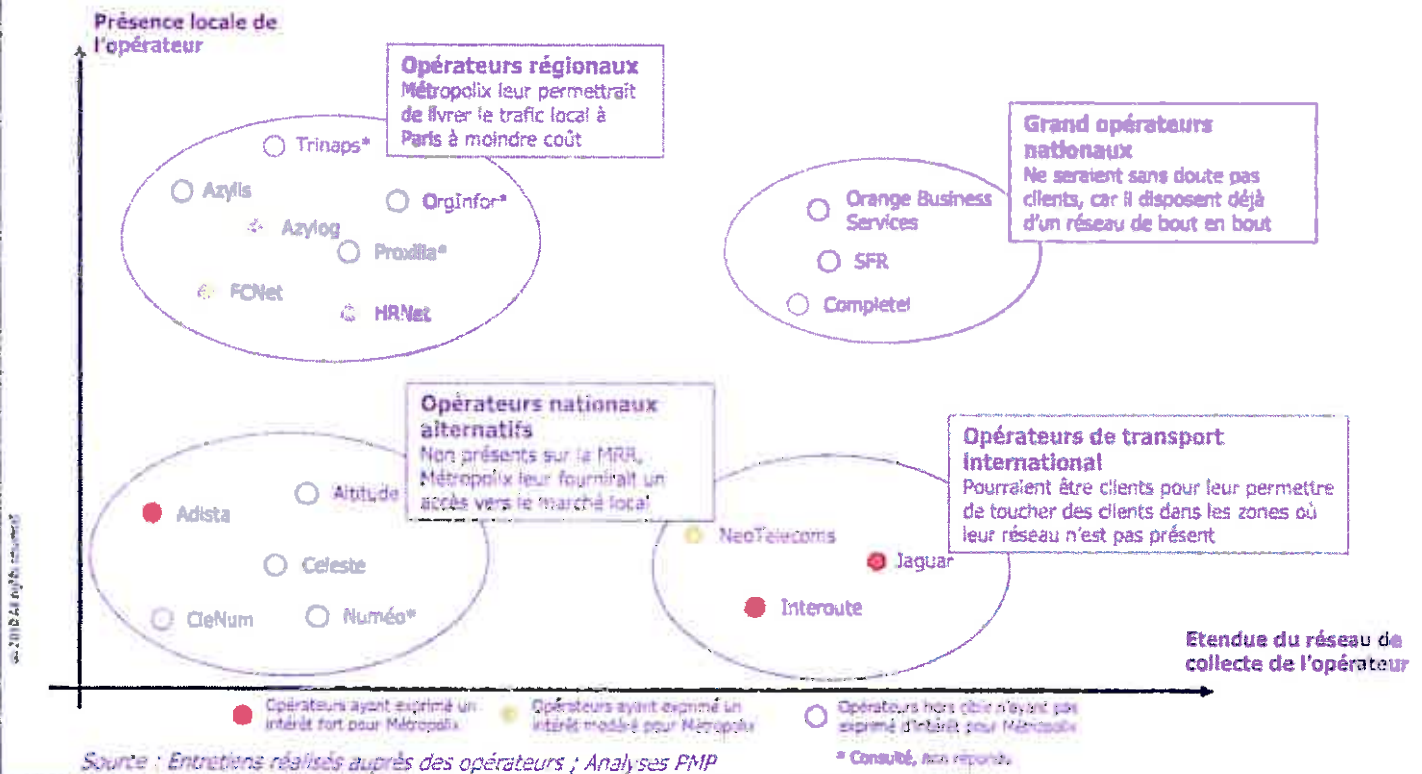 Présence locale de
l'opérateur
Opérateurs régionaux
Métropolix leur permettrait
de livrer le trafic local à
Paris à moindre coût
Grand opérateurs
nationaux
Ne seraient sans doute pas
clients, car il disposent déjà
d'un réseau de bout en bout
Trinaps*
Azylis
OrgInfor*
Azylog
Proxilia*
FCNet
HRNet
Orange Business
Services
SFR
Completel
Opérateurs nationaux
alternatifs
Non présents sur la MRR,
Métropolix leur fournirait un
accès vers le marché local
Opérateurs de transport
international
Pourraient être clients pour leur permettre
de toucher des clients dans les zones où
leur réseau n'est pas présent
Altitude
Adista
Celeste
CleNum
Numéo*
NeoTelecoms
Jaguar
Interoute
Etendue du réseau de
collecte de l'opérateur
© 2010 All rights reserved
Opérateurs ayant exprimé un
intérêt fort pour Métropolix
Opérateurs ayant exprimé un
intérêt modéré pour Métropolix
Opérateurs hors cible n'ayant pas
exprimé d'intérêt pour Métropolix
* Consulté, non répondu
Source : Entretiens réalisés auprès des opérateurs ; Analyses PMP